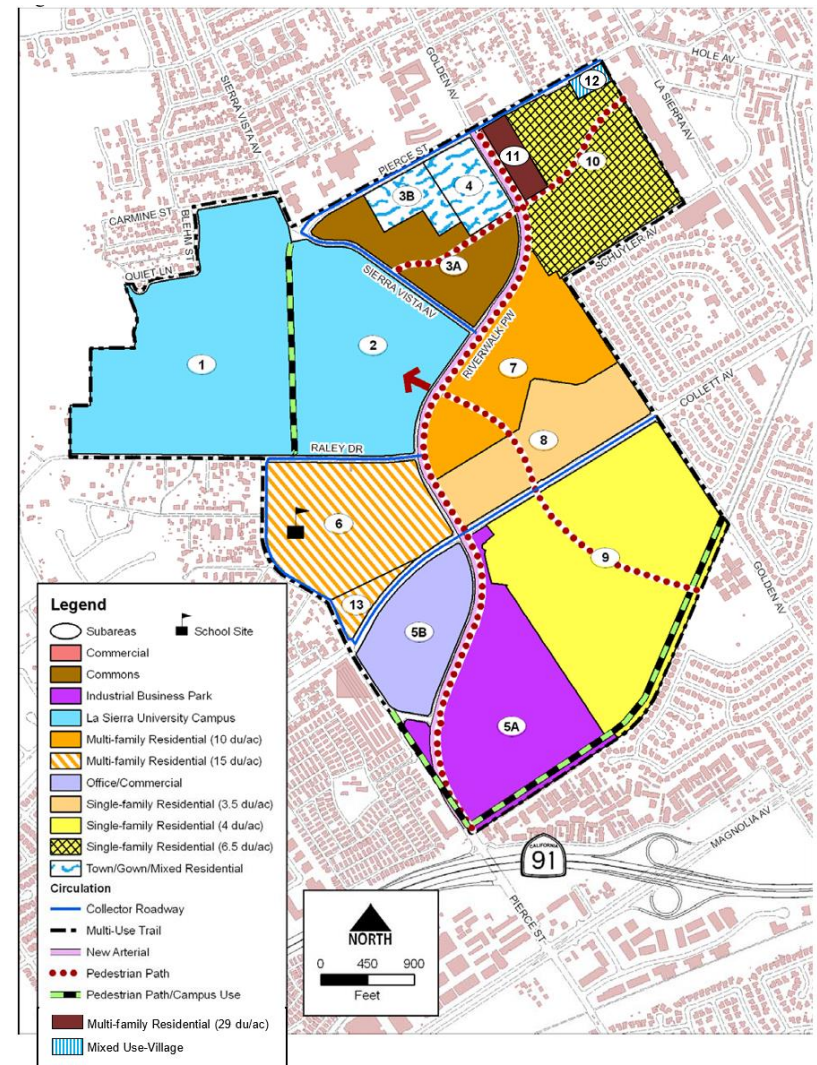 HOLE AV
GOLDEN AV
SIERRA VISTA AV
LA SIERRA AV
12
11
10
PIERCE ST
3B
4
CARMINE ST
BLEHM ST
3A
SCHUYLER AV
QUIET LN
SIERRA VISTA AV
RIVERWALK PW
1
2
7
COLLETT AV
8
RALEY DR
6
9
GOLDEN AV
13
5B
5A
Legend
Subareas
School Site
Commercial
Commons
Industrial Business Park
La Sierra University Campus
Multi-family Residential (10 du/ac)
Multi-family Residential (15 du/ac)
Office/Commercial
Single-family Residential (3.5 du/ac)
Single-family Residential (4 du/ac)
Single-family Residential (6.5 du/ac)
Town/Gown/Mixed Residential
Circulation
Collector Roadway
Multi-Use Trail
New Arterial
Pedestrian Path
Pedestrian Path/Campus Use
Multi-family Residential (29 du/ac)
Mixed Use-Village
MAGNOLIA AV
CALIFORNIA
91
PIERCE ST
NORTH
0 450 900
Feet